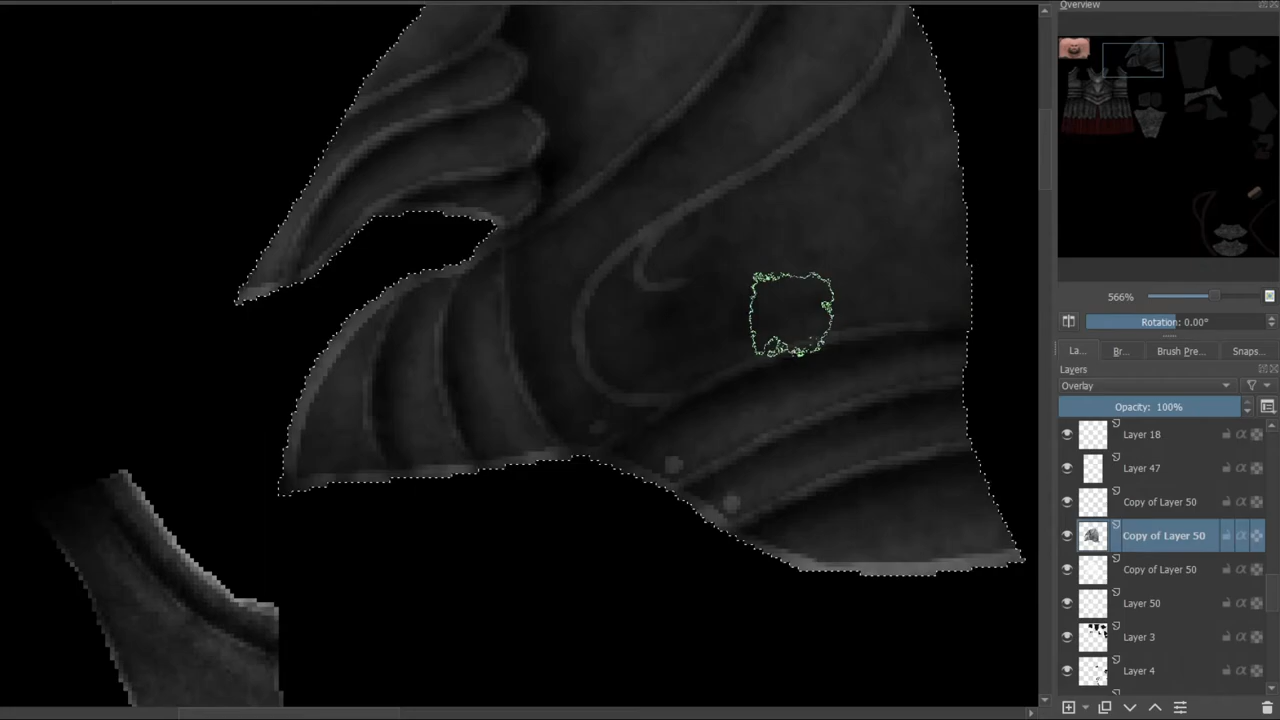 Overview
566%
Rotation: 0.00°
La...
Br...
Brush Pre...
Snaps...
Layers
Overlay
Opacity: 100%
Layer 18
Layer 47
Copy of Layer 50
Copy of Layer 50
Copy of Layer 50
Layer 50
Layer 3
Layer 4